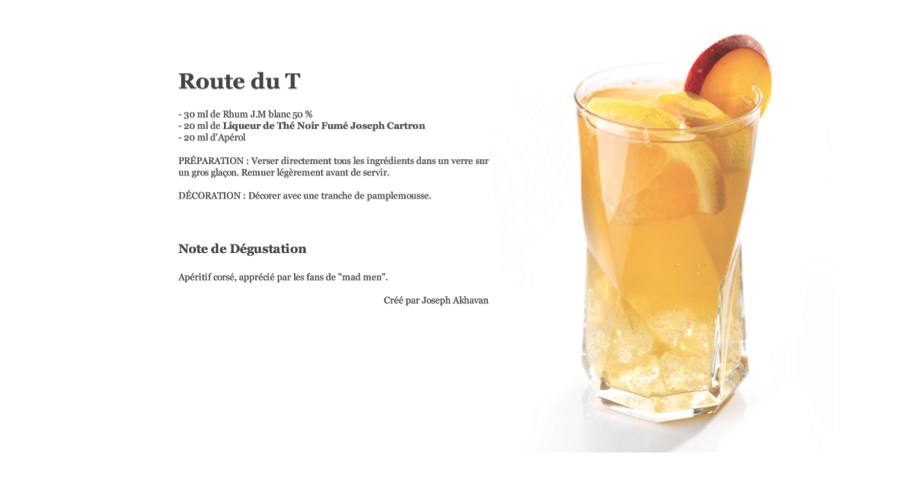 Route du T
- 30 ml de Rhum J.M blanc 50 %
- 20 ml de Liqueur de Thé Noir Fumé Joseph Cartron
- 20 ml d'Apérol
PRÉPARATION : Verser directement tous les ingrédients dans un verre sur
un gros glaçon. Remuer légèrement avant de servir.
DÉCORATION : Décorer avec une tranche de pamplemousse.
Note de Dégustation
Apéritif corsé, apprécié par les fans de "mad men".
Créé par Joseph Akhavan